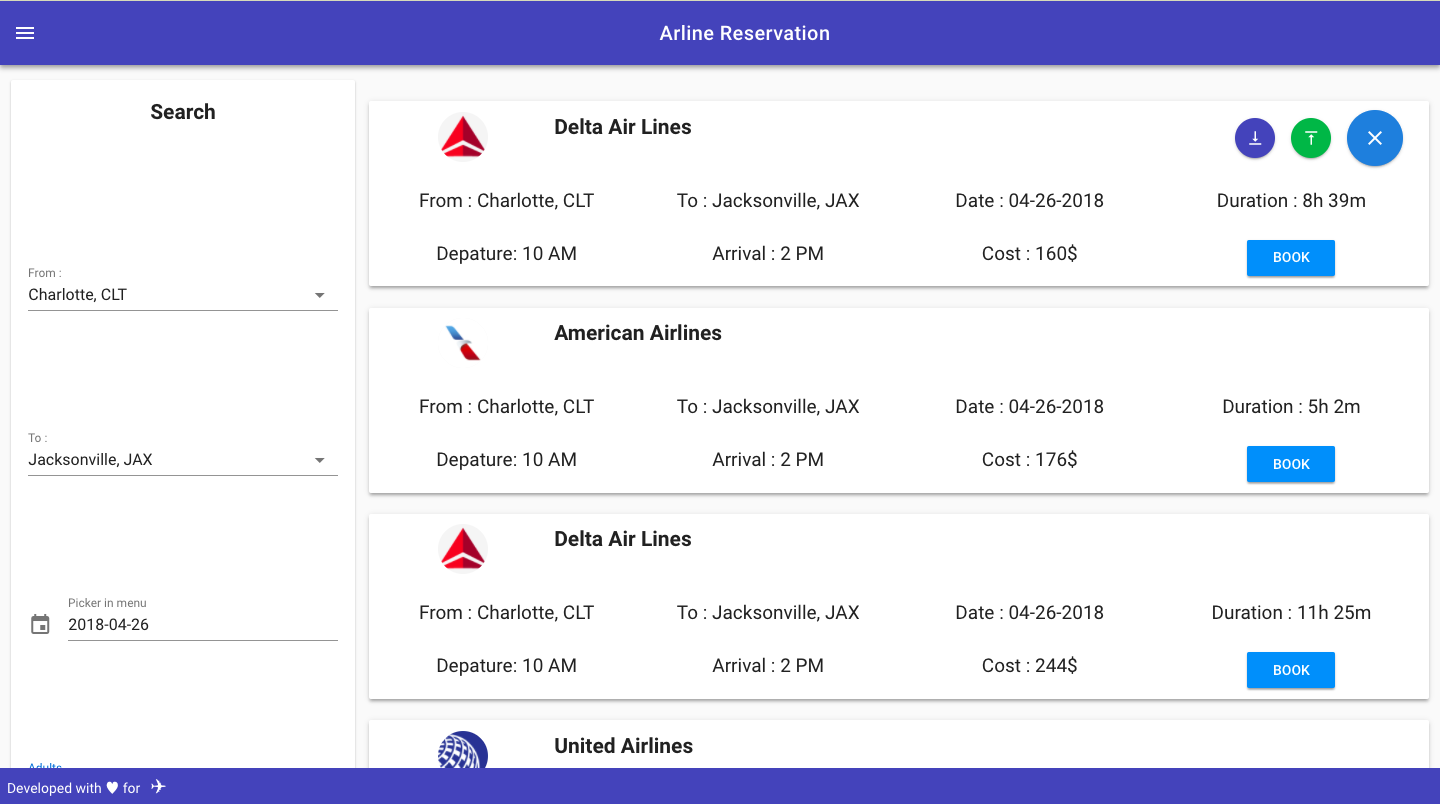 Arline Reservation
Search
From :
Charlotte, CLT
To :
Jacksonville, JAX
Picker in menu
2018-04-26
Adults
Delta Air Lines
From : Charlotte, CLT To : Jacksonville, JAX Date : 04-26-2018 Duration : 8h 39m
Depature: 10 AM Arrival : 2 PM Cost : 160$ BOOK
American Airlines
From : Charlotte, CLT To : Jacksonville, JAX Date : 04-26-2018 Duration : 5h 2m
Depature: 10 AM Arrival : 2 PM Cost : 176$ BOOK
Delta Air Lines
From : Charlotte, CLT To : Jacksonville, JAX Date : 04-26-2018 Duration : 11h 25m
Depature: 10 AM Arrival : 2 PM Cost : 244$ BOOK
United Airlines
Developed with ♥ for ✈